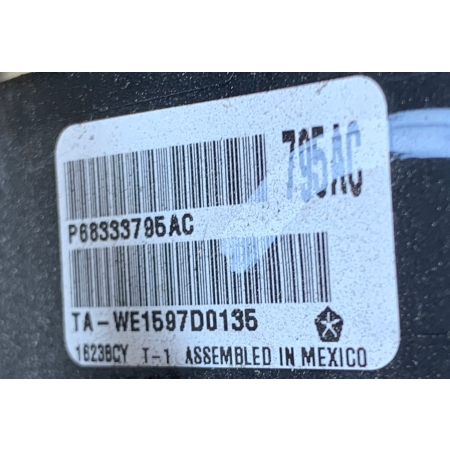 795AC
P68333795AC
TA-WE1597D0135
1623BCY T-1 ASSEMBLED IN MEXICO